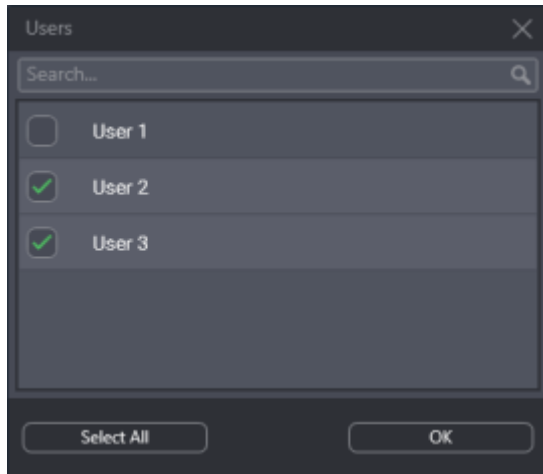 Users
Search...
User 1
User 2
User 3
Select All
OK